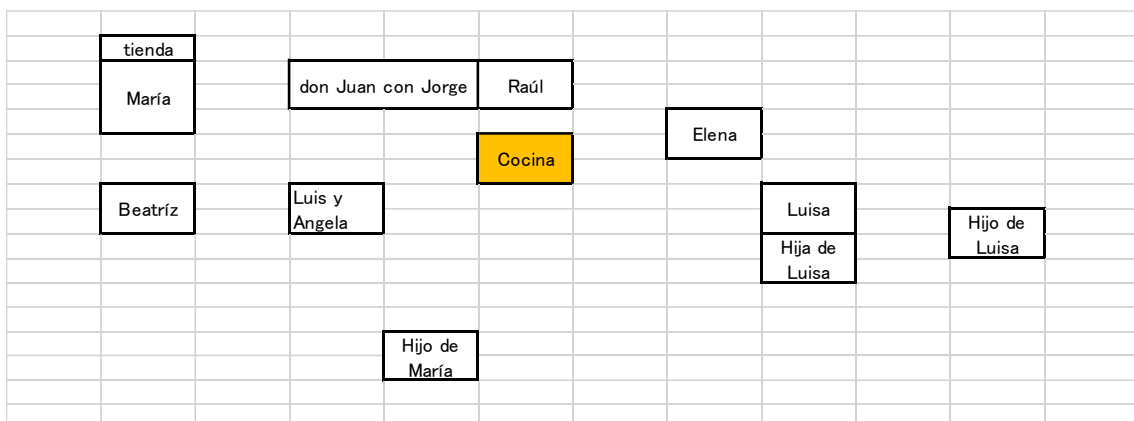 tienda
María
don Juan con Jorge
Raúl
Elena
Cocina
Beatríz
Luis y
Angela
Luisa
Hijo de
Luisa
Hija de
Luisa
Hijo de
María